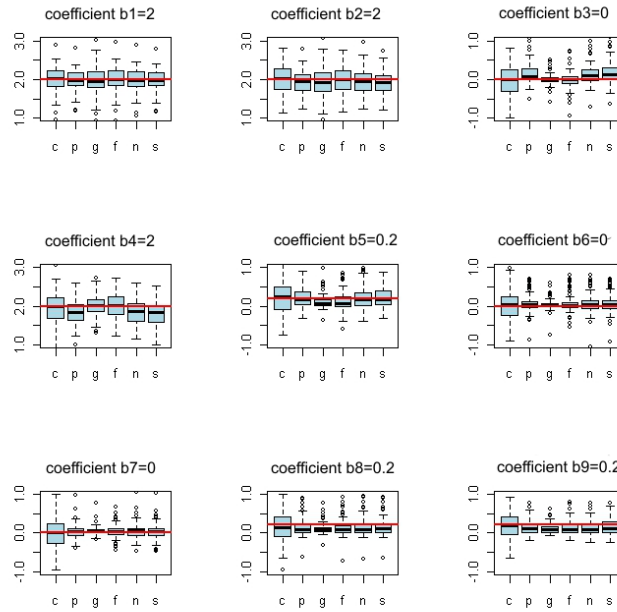 coefficient b1=2
coefficient b2=2
coefficient b3=0
3.0
2.0
1.0
c p g f n s
3.0
2.0
1.0
c p g f n s
1.0
0.0
-1.0
c p g f n s
coefficient b4=2
coefficient b5=0.2
coefficient b6=0
3.0
2.0
1.0
c p g f n s
1.0
0.0
-1.0
c p g f n s
1.0
0.0
-1.0
c p g f n s
coefficient b7=0
coefficient b8=0.2
coefficient b9=0.2
1.0
0.0
-1.0
c p g f n s
1.0
0.0
-1.0
c p g f n s
1.0
0.0
-1.0
c p g f n s